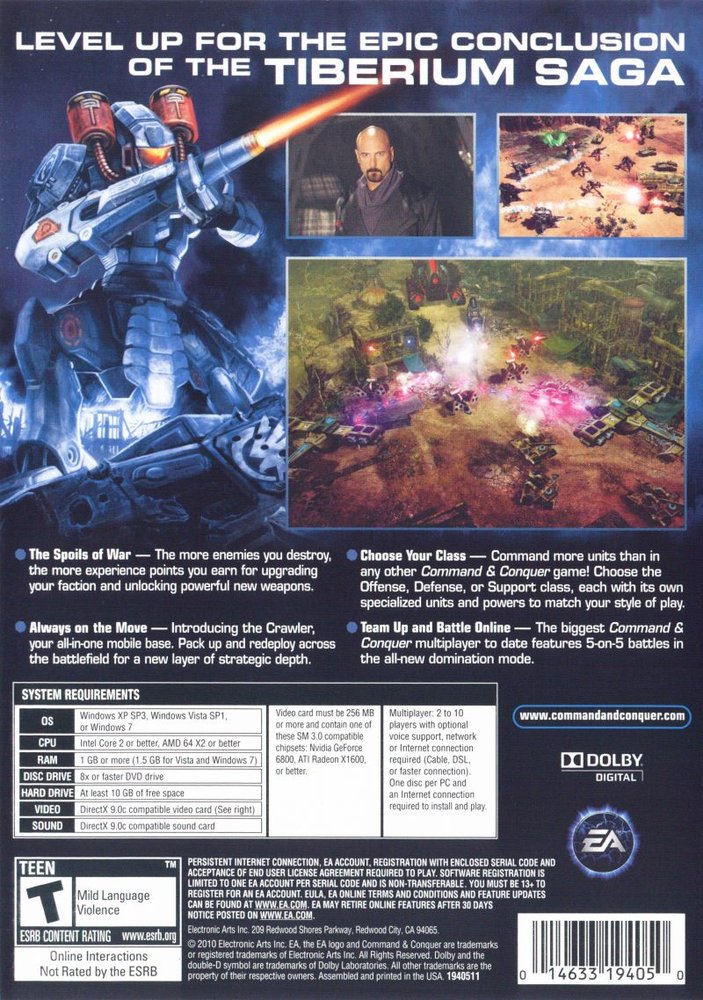 LEVEL UP FOR THE EPIC CONCLUSION
OF THE TIBERIUM SAGA
The Spoils of War — The more enemies you destroy,
the more experience points you earn for upgrading
your faction and unlocking powerful new weapons.
Always on the Move — Introducing the Crawler,
your all-in-one mobile base. Pack up and redeploy across
the battlefield for a new layer of strategic depth.
Choose Your Class — Command more units than in
any other Command & Conquer game! Choose the
Offense, Defense, or Support class, each with its own
specialized units and powers to match your style of play.
Team Up and Battle Online — The biggest Command &
Conquer multiplayer to date features 5-on-5 battles in
the all-new domination mode.
SYSTEM REQUIREMENTS
OS Windows XP SP3, Windows Vista SP1,
or Windows 7
CPU Intel Core 2 or better, AMD 64 X2 or better
RAM 1 GB or more (1.5 GB for Vista and Windows 7)
DISC DRIVE 8x or faster DVD drive
HARD DRIVE At least 10 GB of free space
VIDEO DirectX 9.0c compatible video card (See right)
SOUND DirectX 9.0c compatible sound card
Video card must be 256 MB
or more and contain one of
these SM 3.0 compatible
chipsets: Nvidia GeForce
6800, ATI Radeon X1600,
or better.
Multiplayer: 2 to 10
players with optional
voice support, network
or Internet connection
required (Cable, DSL,
or faster connection).
One disc per PC and
an Internet connection
required to install and play.
www.commandandconquer.com
DOLBY
DIGITAL
EA
TEEN TM
T
Mild Language
Violence
ESRB CONTENT RATING www.esrb.org
Online Interactions
Not Rated by the ESRB
PERSISTENT INTERNET CONNECTION, EA ACCOUNT, REGISTRATION WITH ENCLOSED SERIAL CODE AND
ACCEPTANCE OF END USER LICENSE AGREEMENT REQUIRED TO PLAY. SOFTWARE REGISTRATION IS
LIMITED TO ONE EA ACCOUNT PER SERIAL CODE AND IS NON-TRANSFERABLE. YOU MUST BE 13+ TO
REGISTER FOR AN EA ACCOUNT. EULA, EA ONLINE TERMS AND CONDITIONS AND FEATURE UPDATES
CAN BE FOUND AT WWW.EA.COM. EA MAY RETIRE ONLINE FEATURES AFTER 30 DAYS
NOTICE POSTED ON WWW.EA.COM.
Electronic Arts Inc. 209 Redwood Shores Parkway, Redwood City, CA 94065.
© 2010 Electronic Arts Inc. EA, the EA logo and Command & Conquer are trademarks
or registered trademarks of Electronic Arts Inc. All Rights Reserved. Dolby and the
double-D symbol are trademarks of Dolby Laboratories. All other trademarks are the
property of their respective owners. Assembled and printed in the USA. 1940511
0 14633 19405 0